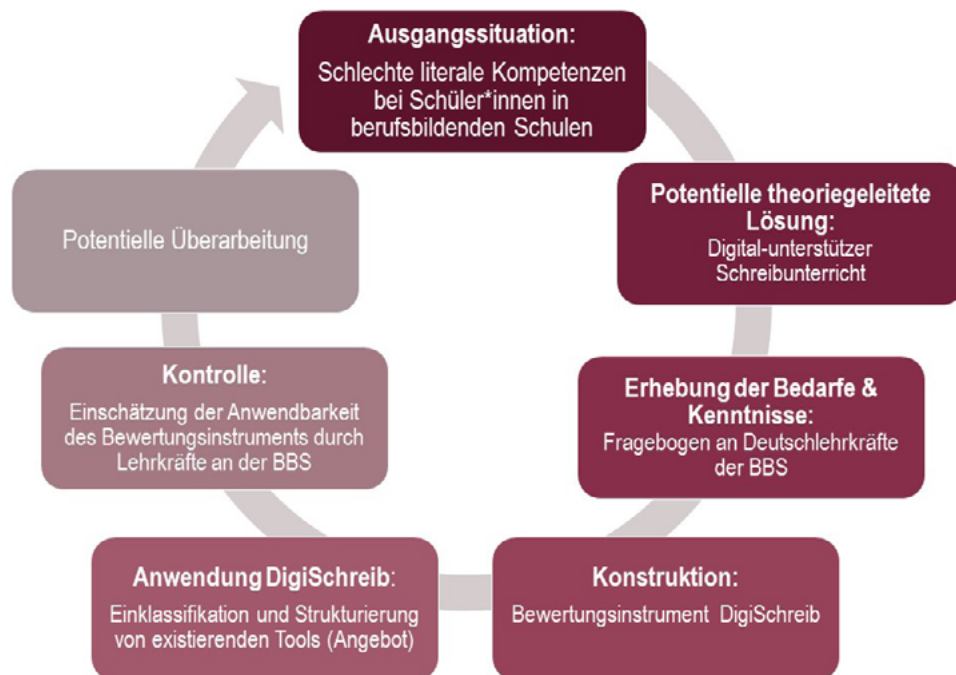 Ausgangssituation:
Schlechte literale Kompetenzen
bei Schüler*innen in
berufsbildenden Schulen
Potentielle theoriegeleitete
Lösung:
Digital-unterstützer
Schreibunterricht
Erhebung der Bedarfe &
Kenntnisse:
Fragebogen an Deutschlehrkräfte
der BBS
Konstruktion:
Bewertungsinstrument DigiSchreib
Anwendung DigiSchreib:
Einklassifikation und Strukturierung
von existierenden Tools (Angebot)
Kontrolle:
Einschätzung der Anwendbarkeit
des Bewertungsinstruments durch
Lehrkräfte an der BBS
Potentielle Überarbeitung